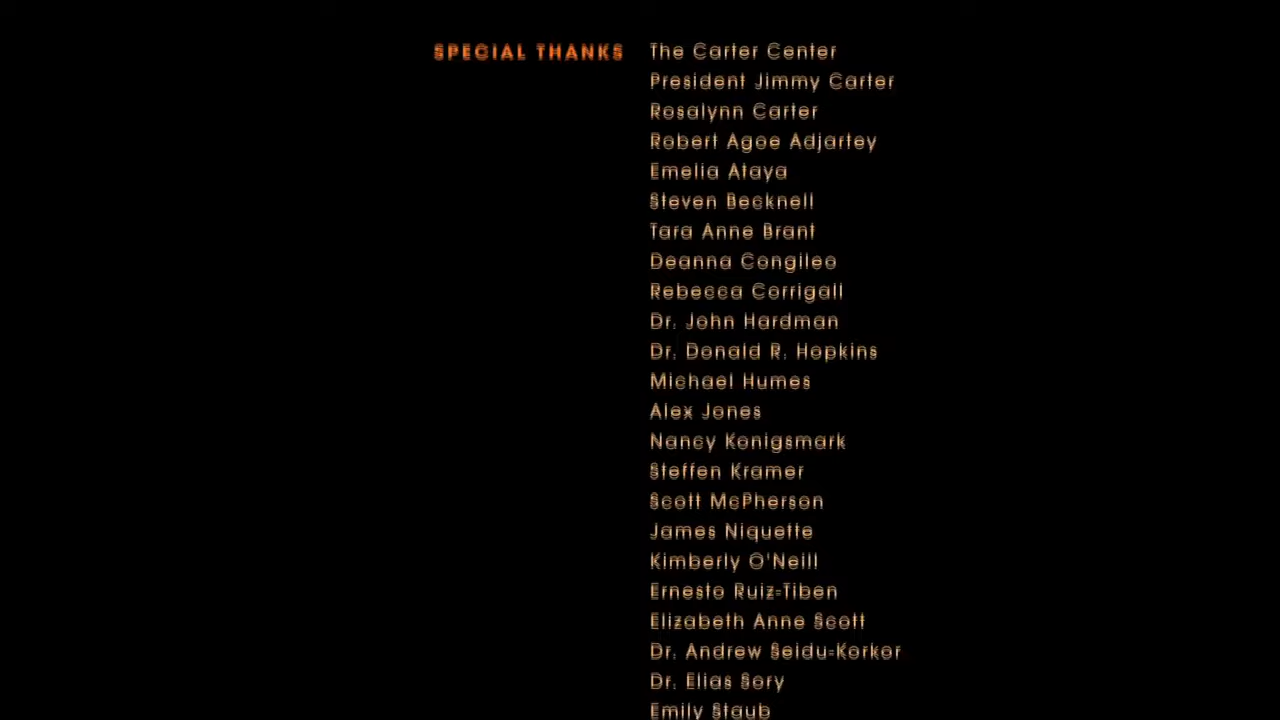 SPECIAL THANKS The Carter Center
President Jimmy Carter
Rosalynn Carter
Robert Agoe Adjartey
Emelia Ataya
Steven Becknell
Tara Anne Brant
Deanna Congileo
Rebecca Corrigall
Dr. John Hardman
Dr. Donald R. Hopkins
Michael Humes
Alex Jones
Nancy Konigsmark
Steffen Kramer
Scott McPherson
James Niquette
Kimberly O'Neill
Ernesto Ruiz-Tiben
Elizabeth Anne Scott
Dr. Andrew Seidu-Korkor
Dr. Elias Sory
Emily Staub